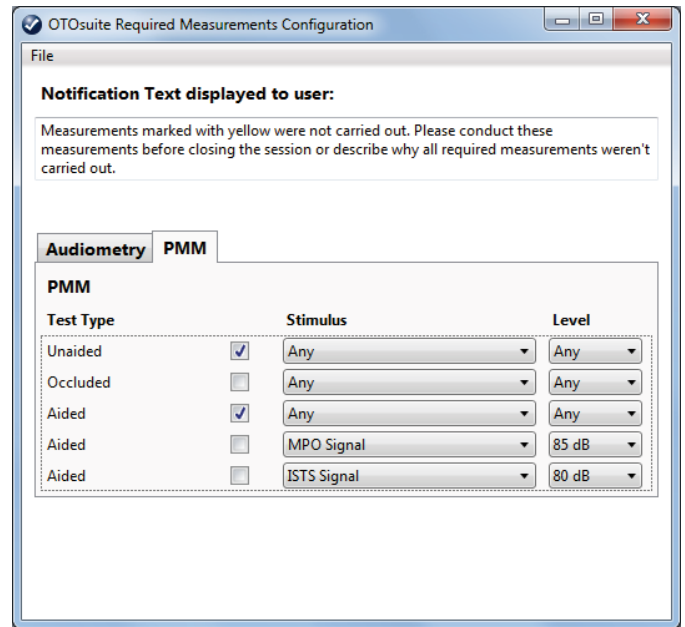 OTOsuite Required Measurements Configuration
File
Notification Text displayed to user:
Measurements marked with yellow were not carried out. Please conduct these
measurements before closing the session or describe why all required measurements weren't
carried out.
Audiometry PMM
PMM
Test Type Stimulus Level
Unaided Any Any
Occluded Any Any
Aided Any Any
Aided MPO Signal 85 dB
Aided ISTS Signal 80 dB